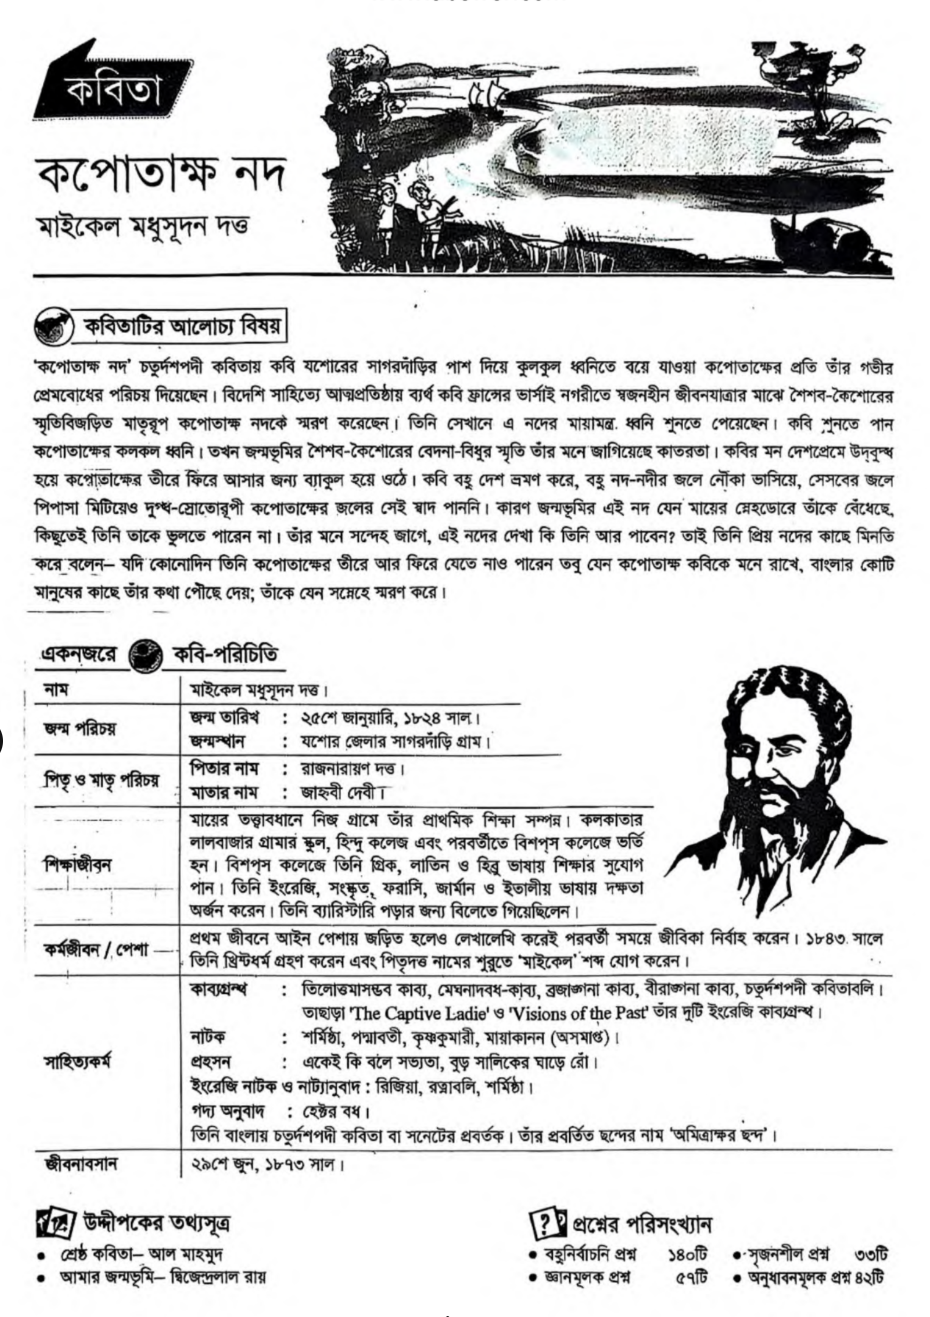 কবিতা
কপোতাক্ষ নদ
মাইকেল মধুসূদন দত্ত
কবিতাটির আলোচ্য বিষয়
‘কপোতাক্ষ নদ’ চতুর্দশপদী কবিতায় কবি যশোরের সাগরদাঁড়ির পাশ দিয়ে কুলকুল ধ্বনিতে বয়ে যাওয়া কপোতাক্ষের প্রতি তাঁর গভীর
প্রেমবোধের পরিচয় দিয়েছেন। বিদেশি সাহিত্যে আত্মপ্রতিষ্ঠায় ব্যর্থ কবি ফ্রান্সের ভার্সাই নগরীতে স্বজনহীন জীবনযাত্রার মাঝে শৈশব-কৈশোরের
স্মৃতিবিজড়িত মাতৃরূপ কপোতাক্ষ নদকে স্মরণ করেছেন। তিনি সেখানে এ নদের মায়ামন্ত্র ধ্বনি শুনতে পেয়েছেন। কবি শুনতে পান
কপোতাক্ষের কলকল ধ্বনি। তখন জন্মভূমির শৈশব-কৈশোরের বেদনা-বিধুর স্মৃতি তাঁর মনে জাগিয়েছে কাতরতা। কবির মন দেশপ্রেমে উদ্বুদ্ধ
হয়ে কপোতাক্ষের তীরে ফিরে আসার জন্য ব্যাকুল হয়ে ওঠে। কবি বহু দেশ ভ্রমণ করে, বহু নদ-নদীর জলে নৌকা ভাসিয়ে, সেসবের জলে
পিপাসা মিটিয়েও দুগ্ধ-স্রোতোরূপী কপোতাক্ষের জলের সেই স্বাদ পাননি। কারণ জন্মভূমির এই নদ যেন মায়ের স্নেহডোরে তাঁকে বেঁধেছে,
কিছুতেই তিনি তাকে ভুলতে পারেন না। তাঁর মনে সন্দেহ জাগে, এই নদের দেখা কি তিনি আর পাবেন? তাই তিনি প্রিয় নদের কাছে মিনতি
করে বলেন– যদি কোনোদিন তিনি কপোতাক্ষের তীরে আর ফিরে যেতে নাও পারেন তবু যেন কপোতাক্ষ কবিকে মনে রাখে, বাংলার কোটি
মানুষের কাছে তাঁর কথা পৌছে দেয়; তাঁকে যেন সস্নেহে স্মরণ করে।
একনজরে কবি-পরিচিতি
নাম মাইকেল মধুসূদন দত্ত।
জন্ম পরিচয় জন্ম তারিখ : ২৫শে জানুয়ারি, ১৮২৪ সাল।
জন্মস্থান : যশোর জেলার সাগরদাঁড়ি গ্রাম।
পিতৃ ও মাতৃ পরিচয় পিতার নাম : রাজনারায়ণ দত্ত।
মাতার নাম : জাহ্নবী দেবী।
শিক্ষাজীবন মায়ের তত্ত্বাবধানে নিজ গ্রামে তাঁর প্রাথমিক শিক্ষা সম্পন্ন। কলকাতার
লালবাজার গ্রামার স্কুল, হিন্দু কলেজ এবং পরবর্তীতে বিশপ্‌স কলেজে ভর্তি
হন। বিশপ্‌স কলেজে তিনি গ্রিক, লাতিন ও হিব্রু ভাষায় শিক্ষার সুযোগ
পান। তিনি ইংরেজি, সংস্কৃত, ফরাসি, জার্মান ও ইতালীয় ভাষায় দক্ষতা
অর্জন করেন। তিনি ব্যারিস্টারি পড়ার জন্য বিলেতে গিয়েছিলেন।
কর্মজীবন / পেশা প্রথম জীবনে আইন পেশায় জড়িত হলেও লেখালেখি করেই পরবর্তী সময়ে জীবিকা নির্বাহ করেন। ১৮৪৩ সালে
তিনি খ্রিস্টধর্ম গ্রহণ করেন এবং পিতৃদত্ত নামের শুরুতে ‘মাইকেল’ শব্দ যোগ করেন।
সাহিত্যকর্ম কাব্যগ্রন্থ : তিলোত্তমাসম্ভব কাব্য, মেঘনাদবধ-কাব্য, ব্রজাঙ্গনা কাব্য, বীরাঙ্গনা কাব্য, চতুর্দশপদী কবিতাবলি।
তাছাড়া 'The Captive Ladie' ও 'Visions of the Past' তাঁর দুটি ইংরেজি কাব্যগ্রন্থ।
নাটক : শর্মিষ্ঠা, পদ্মাবতী, কৃষ্ণকুমারী, মায়াকানন (অসমাপ্ত)।
প্রহসন : একেই কি বলে সভ্যতা, বুড় সালিকের ঘাড়ে রোঁ।
ইংরেজি নাটক ও নাট্যানুবাদ : রিজিয়া, রত্নাবলি, শর্মিষ্ঠা।
গদ্য অনুবাদ : হেক্টর বধ।
তিনি বাংলায় চতুর্দশপদী কবিতা বা সনেটের প্রবর্তক। তাঁর প্রবর্তিত ছন্দের নাম ‘অমিত্রাক্ষর ছন্দ’।
জীবনাবসান ২৯শে জুন, ১৮৭৩ সাল।
উদ্দীপকের তথ্যসূত্র
• শ্রেষ্ঠ কবিতা– আল মাহমুদ
• আমার জন্মভূমি– দ্বিজেন্দ্রলাল রায়
প্রশ্নের পরিসংখ্যান
• বহুনির্বাচনি প্রশ্ন ১৪০টি • সৃজনশীল প্রশ্ন ৩৩টি
• জ্ঞানমূলক প্রশ্ন ৫৭টি • অনুধাবনমূলক প্রশ্ন ৪২টি